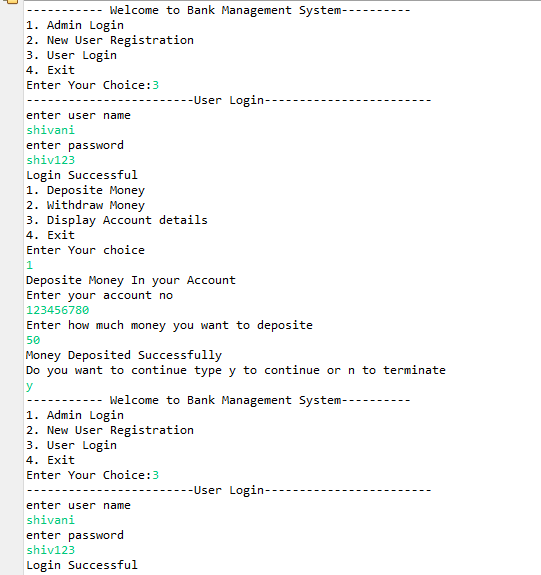 ----------- Welcome to Bank Management System----------
1. Admin Login
2. New User Registration
3. User Login
4. Exit
Enter Your Choice:3
------------------------User Login------------------------
enter user name
shivani
enter password
shiv123
Login Successful
1. Deposite Money
2. Withdraw Money
3. Display Account details
4. Exit
Enter Your choice
1
Deposite Money In your Account
Enter your account no
123456780
Enter how much money you want to deposite
50
Money Deposited Successfully
Do you want to continue type y to continue or n to terminate
y
----------- Welcome to Bank Management System----------
1. Admin Login
2. New User Registration
3. User Login
4. Exit
Enter Your Choice:3
------------------------User Login------------------------
enter user name
shivani
enter password
shiv123
Login Successful